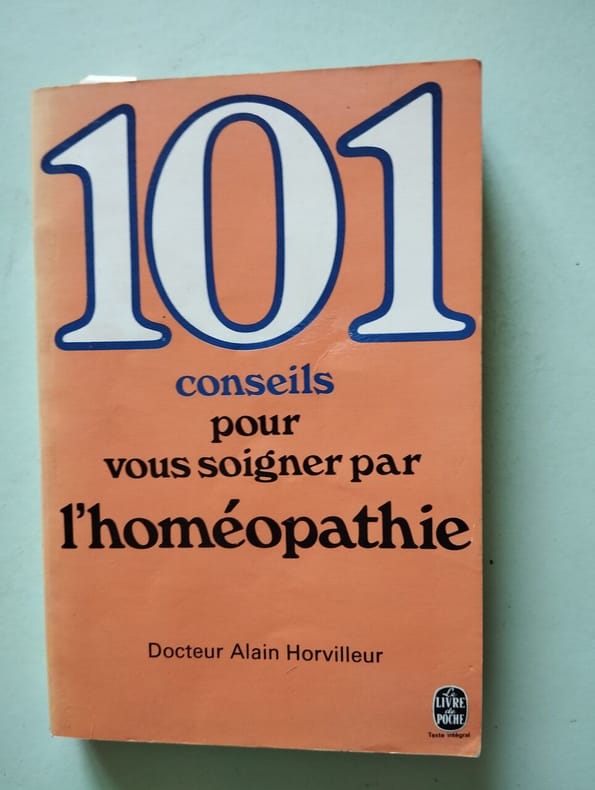 101
conseils
pour
vous soigner par
l'homéopathie
Docteur Alain Horvilleur
Le
LIVRE
de
POCHE
Texte intégral